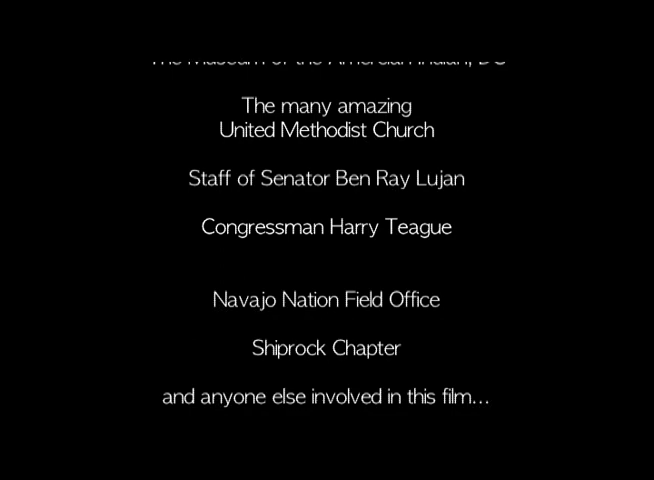 The Museum of the Amercian Indian, DC
The many amazing
United Methodist Church
Staff of Senator Ben Ray Lujan
Congressman Harry Teague
Navajo Nation Field Office
Shiprock Chapter
and anyone else involved in this film...